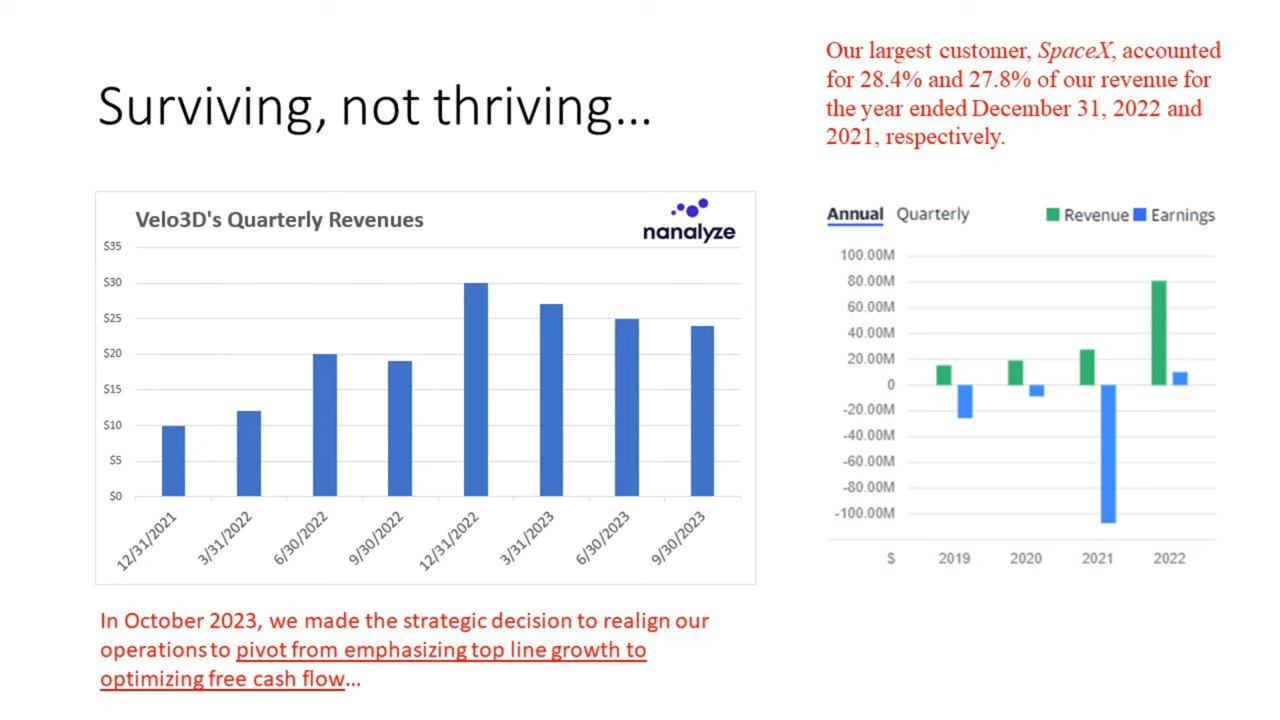 Surviving, not thriving...
Our largest customer, SpaceX, accounted
for 28.4% and 27.8% of our revenue for
the year ended December 31, 2022 and
2021, respectively.
Velo3D's Quarterly Revenues
nanalyze
$35
$30
$25
$20
$15
$10
$5
$0
12/31/2021
3/31/2022
6/30/2022
9/30/2022
12/31/2022
3/31/2023
6/30/2023
9/30/2023
Annual Quarterly
Revenue Earnings
100.00M
80.00M
60.00M
40.00M
20.00M
0
-20.00M
-40.00M
-60.00M
-80.00M
-100.00M
$ 2019 2020 2021 2022
In October 2023, we made the strategic decision to realign our
operations to pivot from emphasizing top line growth to
optimizing free cash flow...